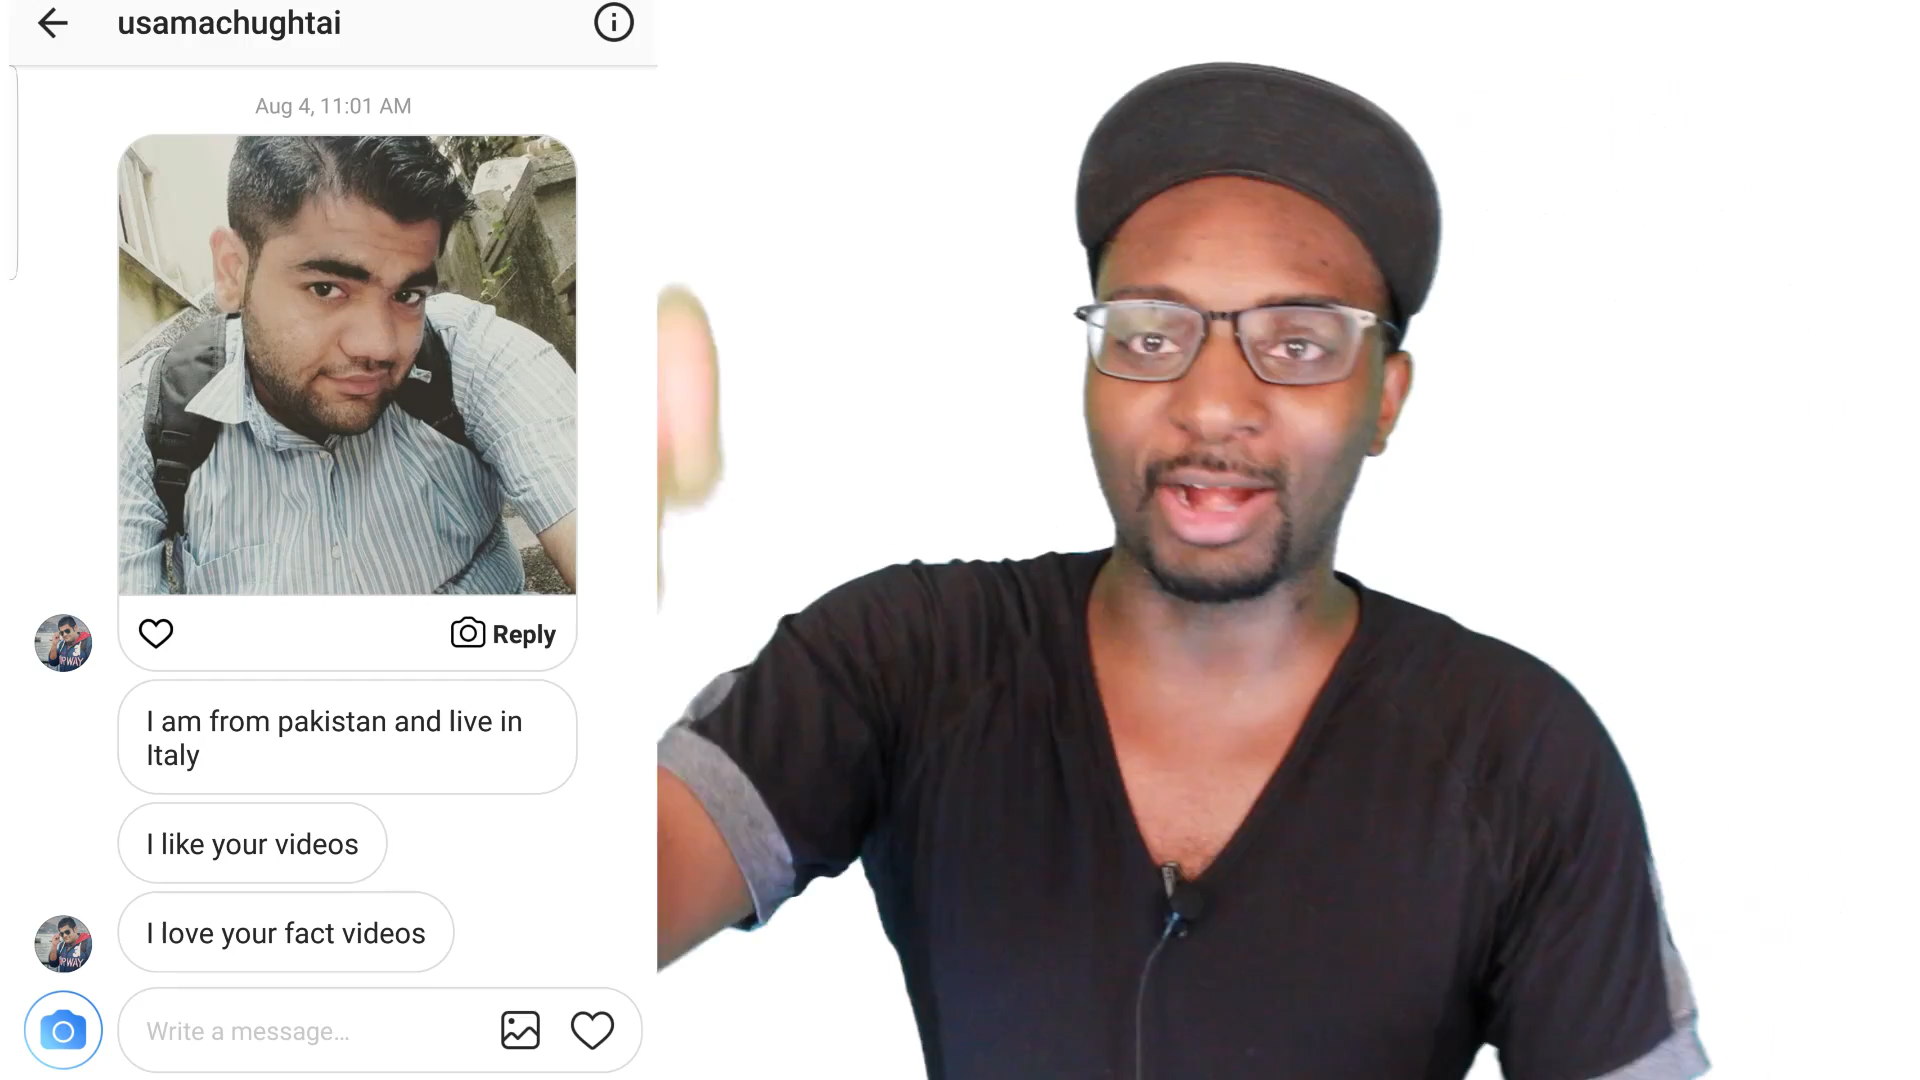 usamachughtai
Aug 4, 11:01 AM
Reply
I am from pakistan and live in
Italy
I like your videos
I love your fact videos
Write a message...